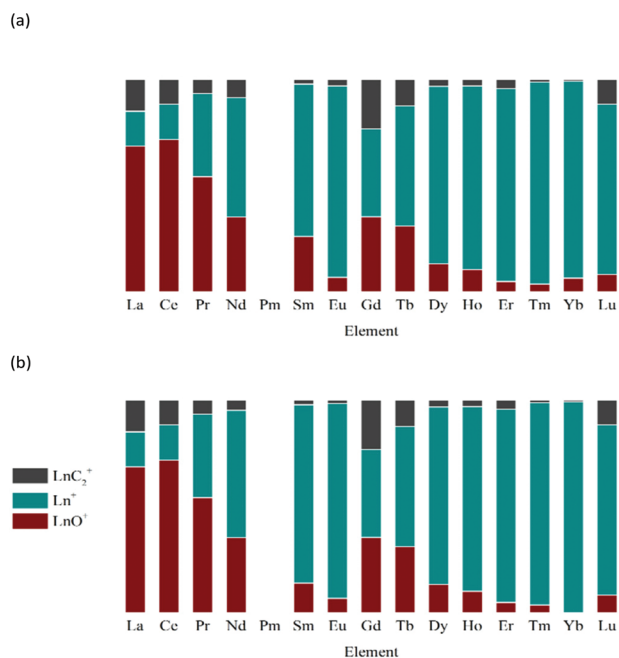 (a)
La Ce Pr Nd Pm Sm Eu Gd Tb Dy Ho Er Tm Yb Lu
Element
(b)
LnC₂⁺
Ln⁺
LnO⁺
La Ce Pr Nd Pm Sm Eu Gd Tb Dy Ho Er Tm Yb Lu
Element